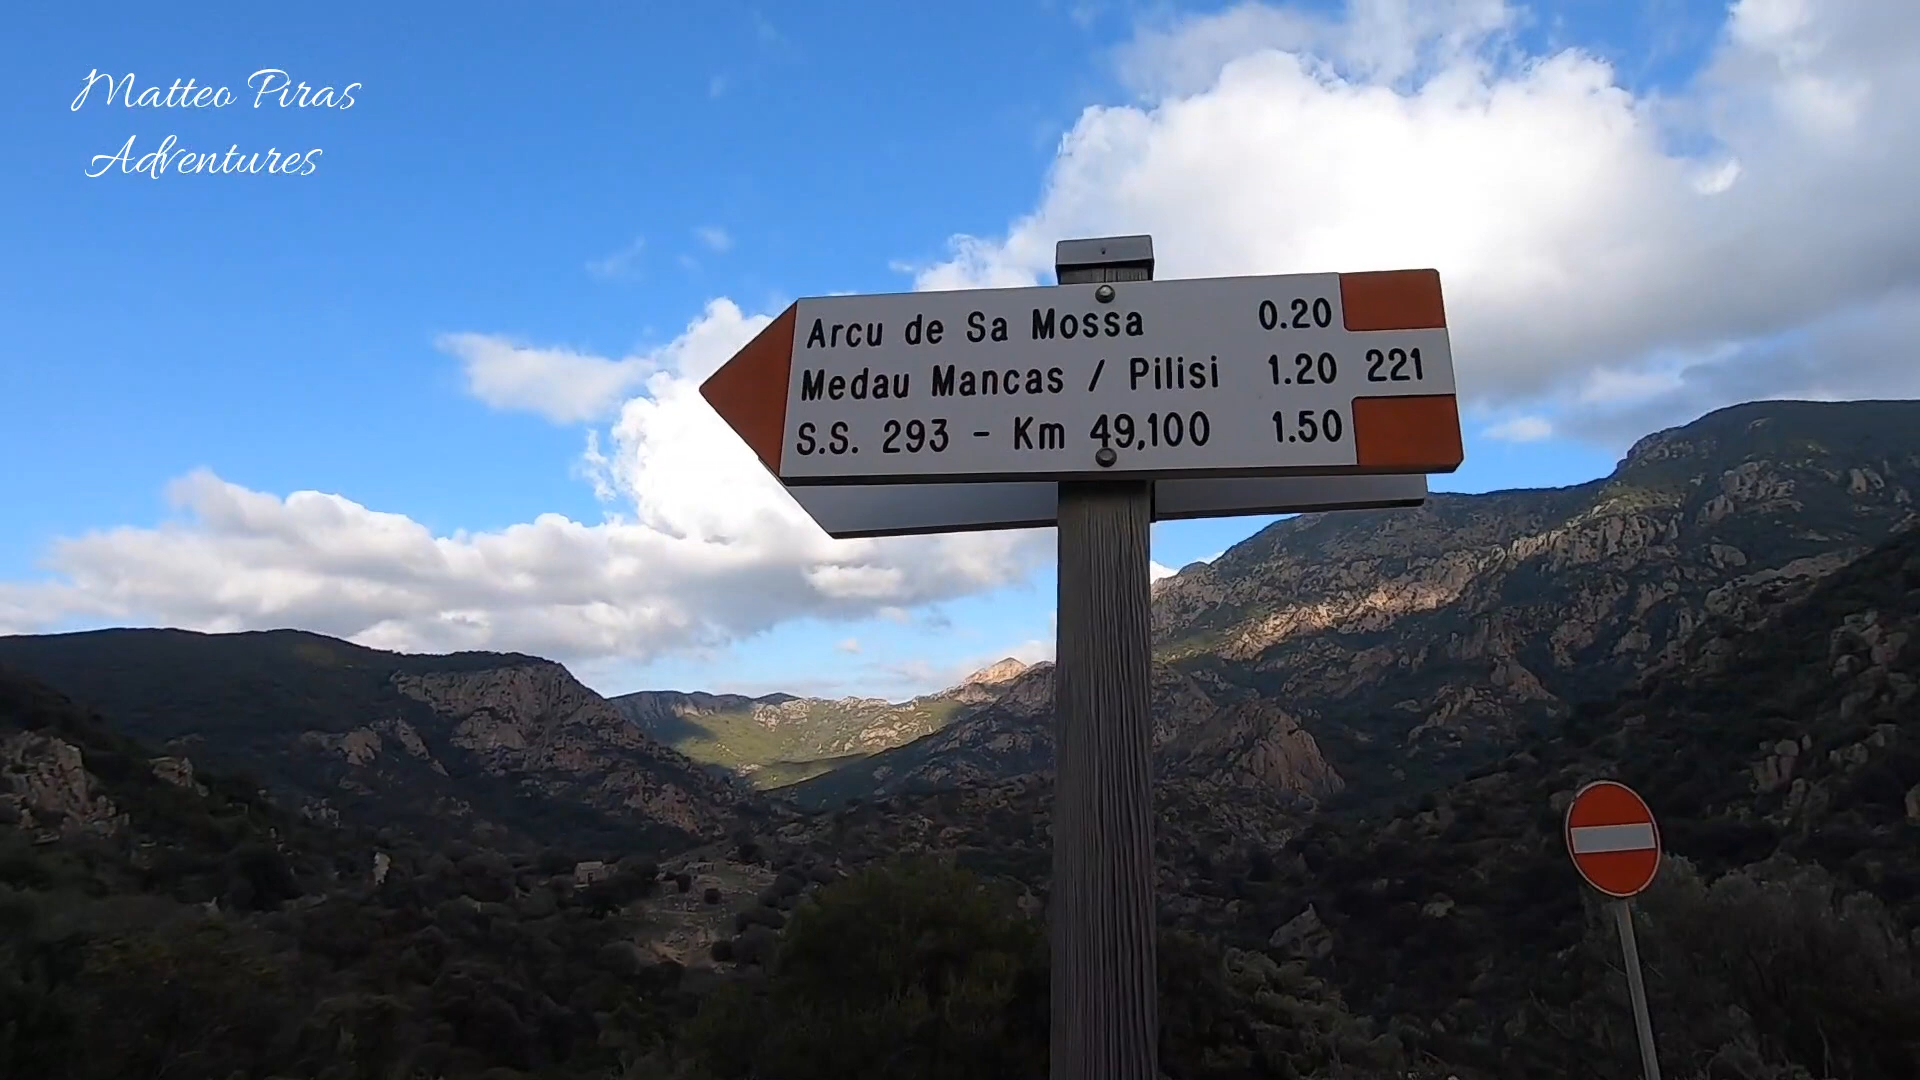 Matteo Piras
Adventures
Arcu de Sa Mossa 0.20
Medau Mancas / Pilisi 1.20 221
S.S. 293 - Km 49,100 1.50